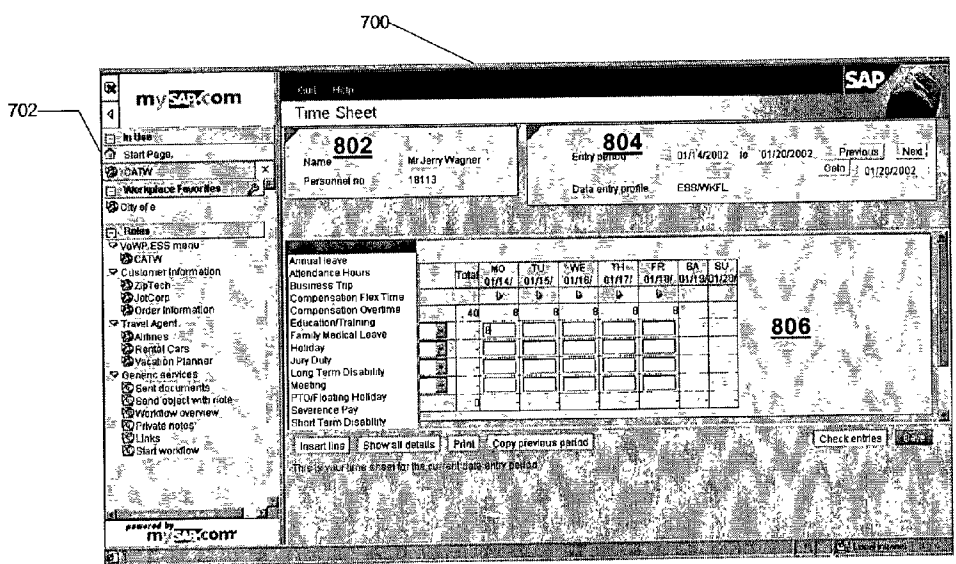 700
702
mySAP.com
Exit Help
SAP
Time Sheet
In Use
Start Page,
CATW
Workplace Favorites
City of e
Roles
VoWP.ESS menu
CATW
Customer Information
ZipTech
JotCorp
Order Information
Travel Agent
Airlines
Rental Cars
Vacation Planner
Generic services
Sent documents
Send object with note
Workflow overview
Private notes
Links
Start workflow
powered by
mySAP.com
802
Name Mr Jerry Wagner
Personnel no 18113
804
Entry period 01/14/2002 to 01/20/2002 Previous Next
Goto 01/20/2002
Data entry profile ESSWKFL
Annual leave
Attendance Hours
Business Trip
Compensation Flex Time
Compensation Overtime
Education/Training
Family Medical Leave
Holiday
Jury Duty
Long Term Disability
Meeting
PTO/Floating Holiday
Severence Pay
Short Term Disability
Total MO TU WE TH FR SA SU
01/14/ 01/15/ 01/16/ 01/17/ 01/18/ 01/19/ 01/20/
40 8 8 8 8 8
8
0
806
Insert line Show all details Print Copy previous period Check entries Save
This is your time sheet for the current data entry period
Local intranet